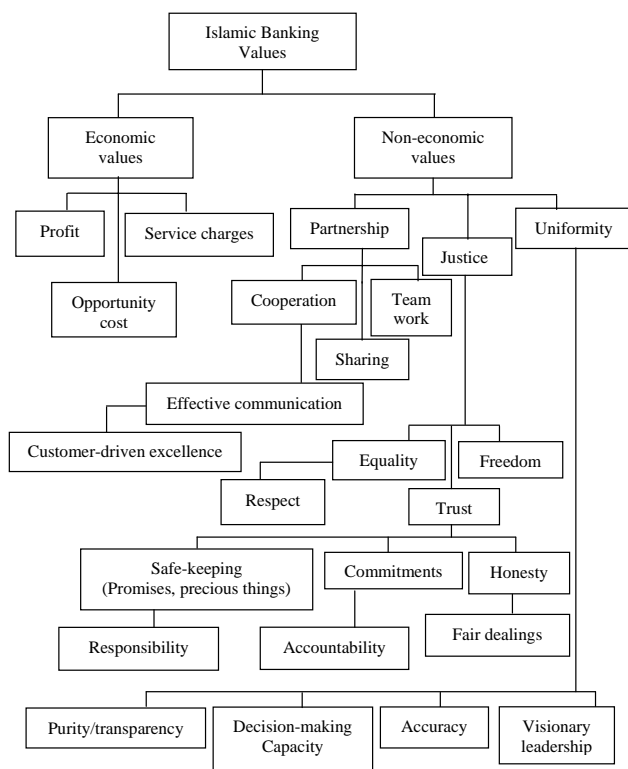 Islamic Banking
Values
Economic
values
Non-economic
values
Profit
Service charges
Opportunity
cost
Partnership
Justice
Uniformity
Cooperation
Team
work
Sharing
Effective communication
Customer-driven excellence
Equality
Freedom
Respect
Trust
Safe-keeping
(Promises, precious things)
Commitments
Honesty
Responsibility
Accountability
Fair dealings
Purity/transparency
Decision-making
Capacity
Accuracy
Visionary
leadership